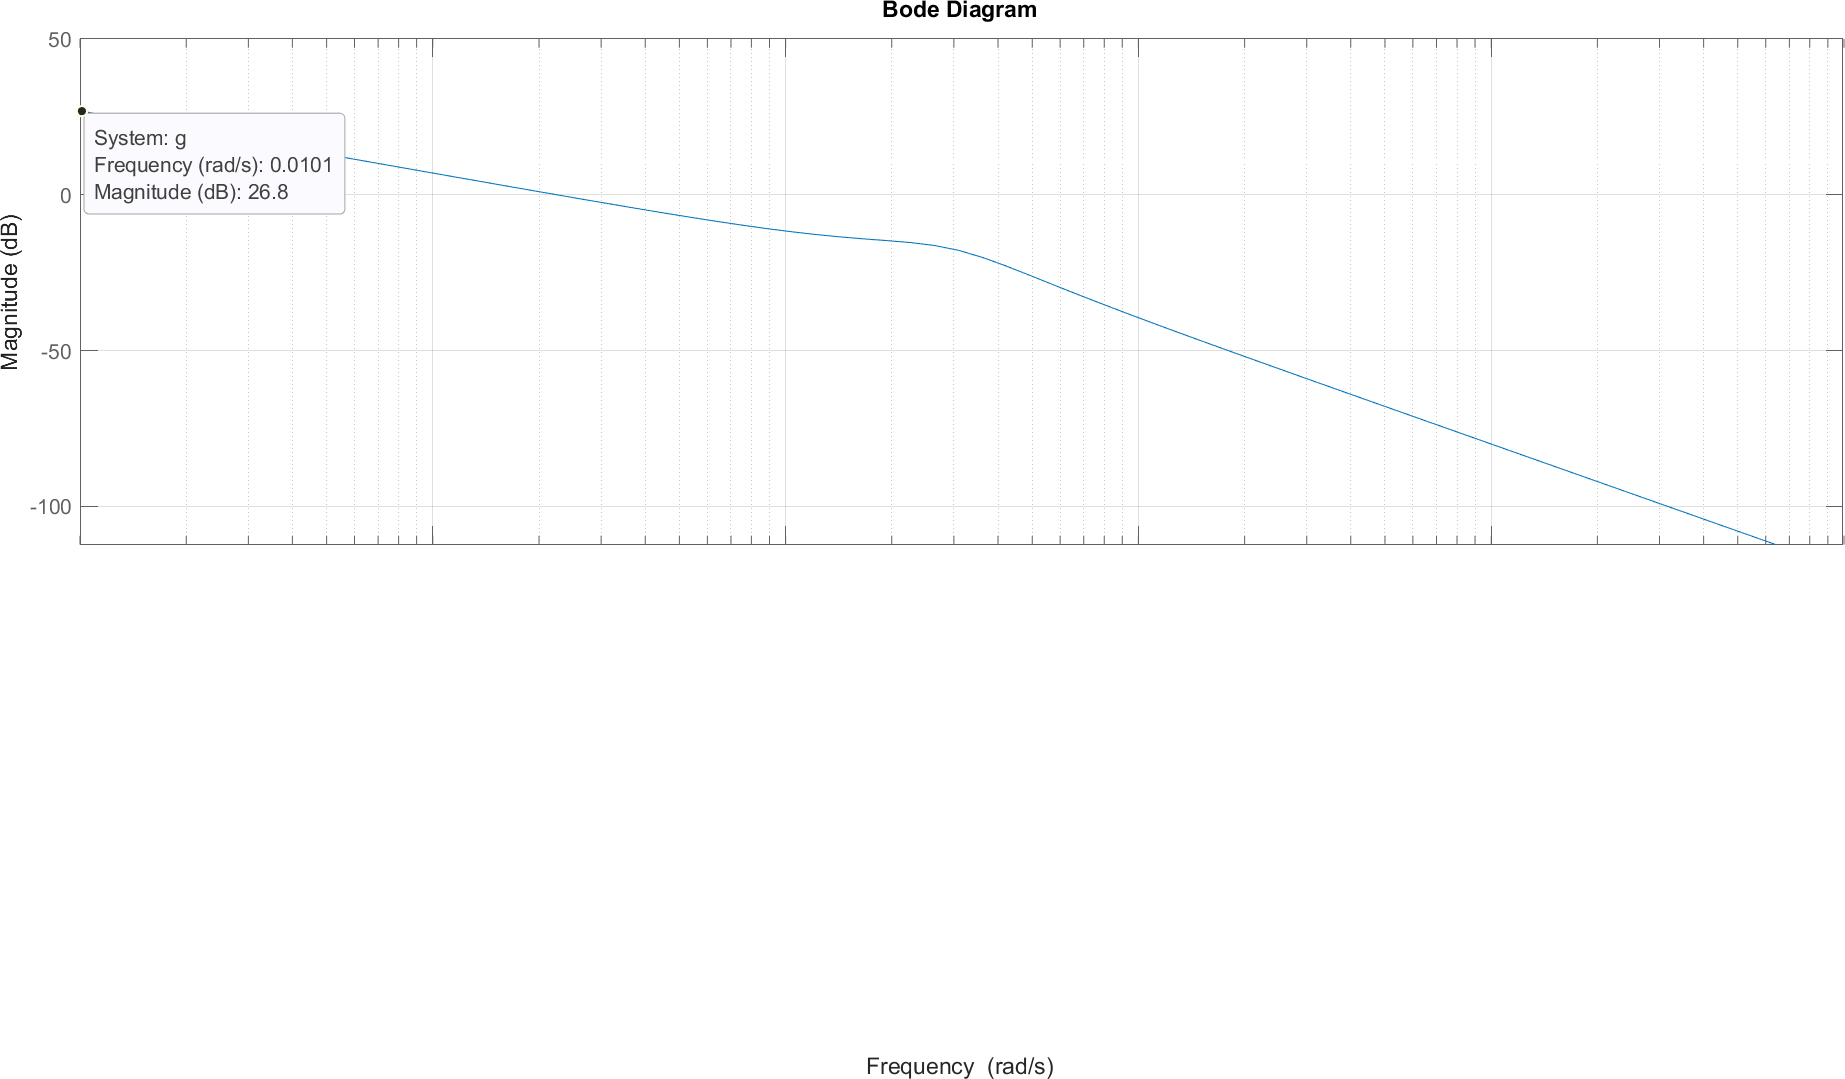 Bode Diagram
50
0
-50
-100
Magnitude (dB)
System: g
Frequency (rad/s): 0.0101
Magnitude (dB): 26.8
Frequency (rad/s)